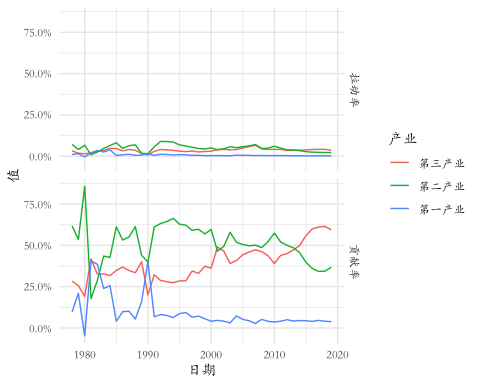 75.0%
50.0%
25.0%
0.0%
拉动率
75.0%
50.0%
25.0%
0.0%
贡献率
值
1980
1990
2000
2010
2020
日期
产业
第三产业
第二产业
第一产业